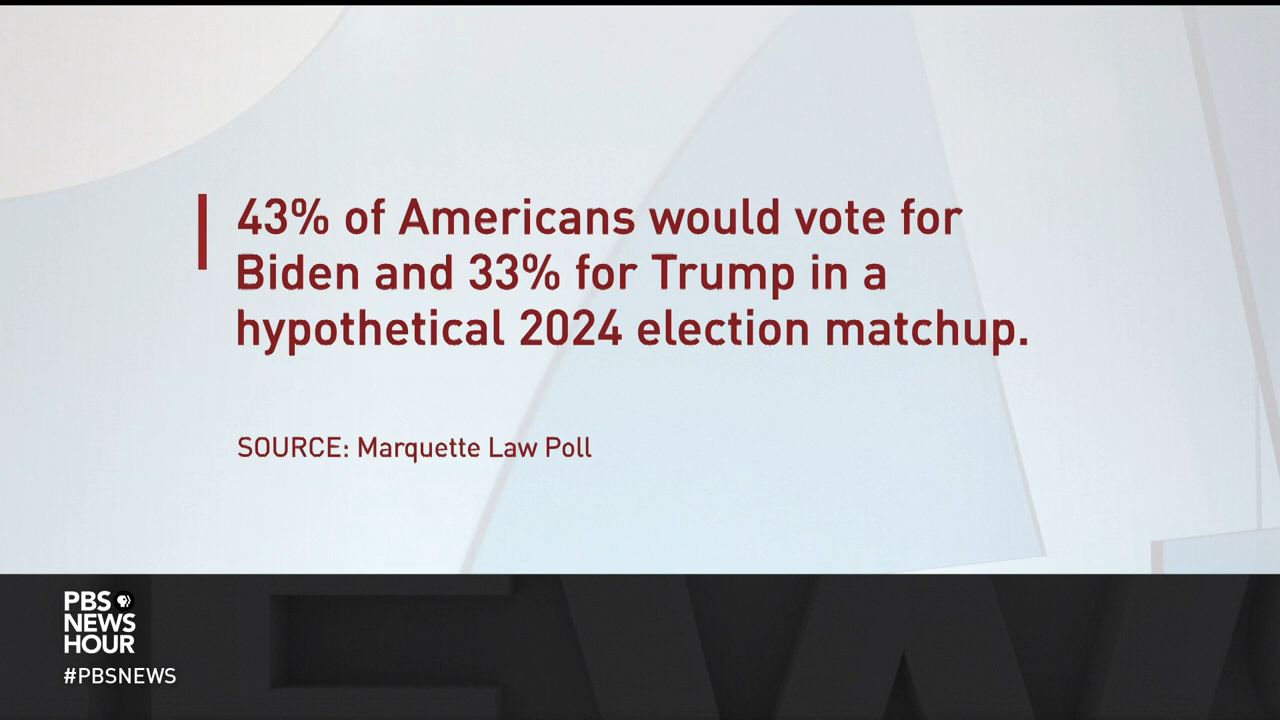 43% of Americans would vote for
Biden and 33% for Trump in a
hypothetical 2024 election matchup.
SOURCE: Marquette Law Poll
PBS
NEWS
HOUR
#PBSNEWS